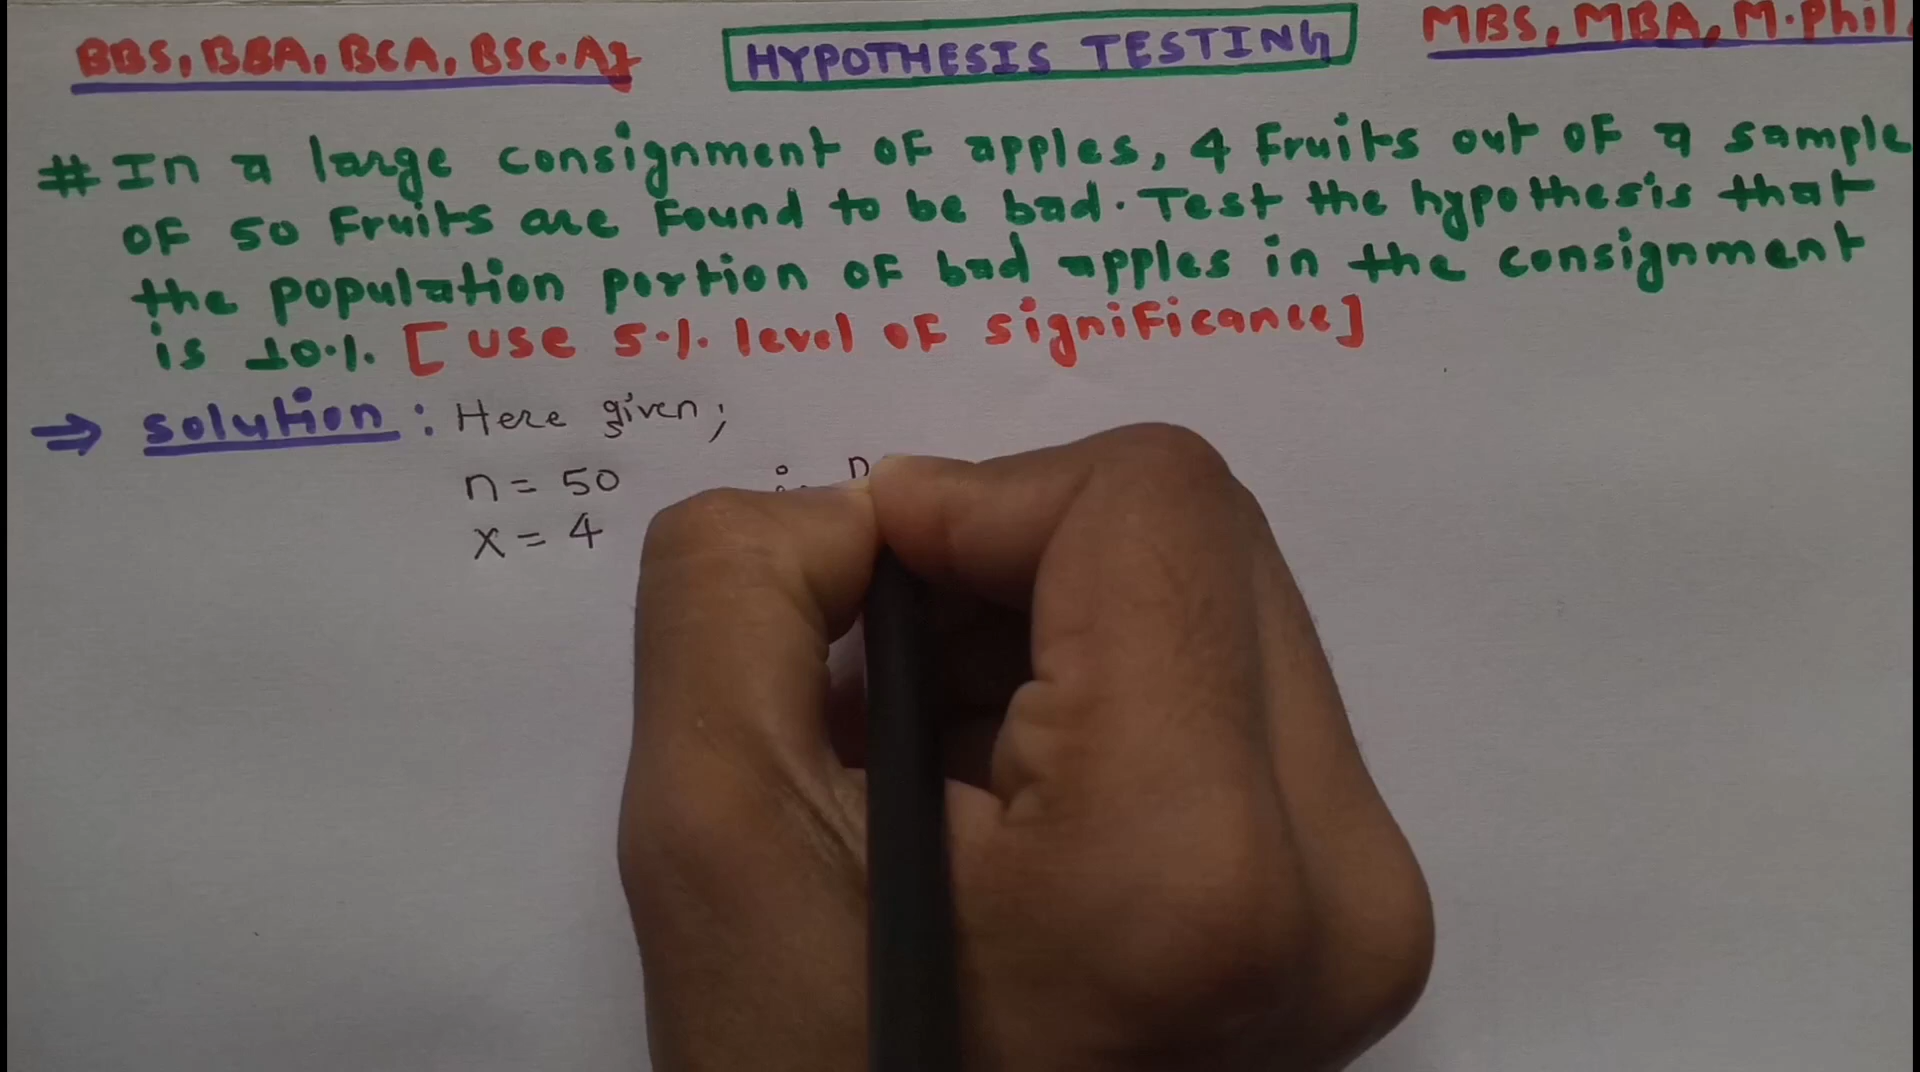 BBS, BBA, BCA, BSC.Ag
HYPOTHESIS TESTING
MBS, MBA, M.Phil.
# In a large consignment of apples, 4 fruits out of a sample
of 50 fruits are found to be bad. Test the hypothesis that
the population portion of bad apples in the consignment
is 10%. [use 5% level of significance]
⇒ solution: Here given;
n = 50
x = 4